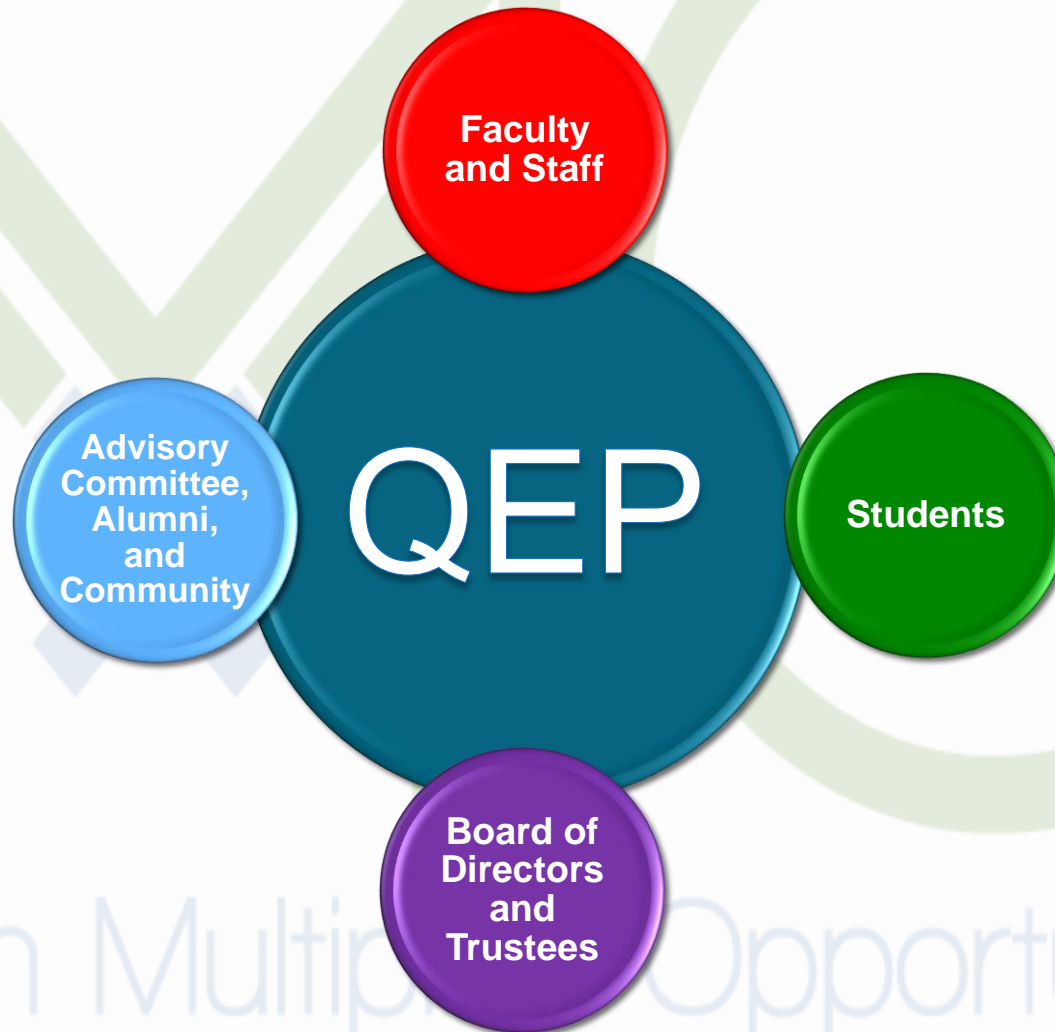 Faculty
and Staff
Advisory
Committee,
Alumni,
and
Community
QEP
Students
Board of
Directors
and
Trustees
Multip Opport